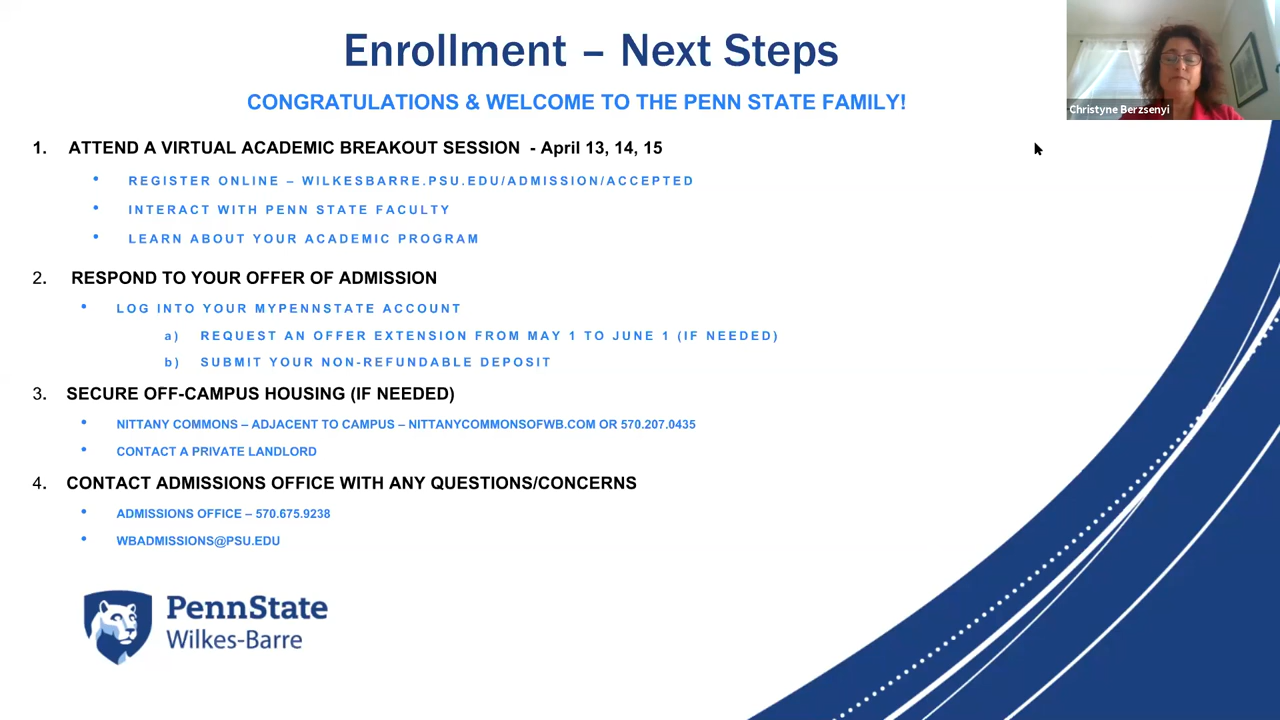 Enrollment – Next Steps
CONGRATULATIONS & WELCOME TO THE PENN STATE FAMILY!
Christyne Berzsenyi
1. ATTEND A VIRTUAL ACADEMIC BREAKOUT SESSION - April 13, 14, 15
• REGISTER ONLINE – WILKESBARRE.PSU.EDU/ADMISSION/ACCEPTED
• INTERACT WITH PENN STATE FACULTY
• LEARN ABOUT YOUR ACADEMIC PROGRAM
2. RESPOND TO YOUR OFFER OF ADMISSION
• LOG INTO YOUR MYPENNSTATE ACCOUNT
a) REQUEST AN OFFER EXTENSION FROM MAY 1 TO JUNE 1 (IF NEEDED)
b) SUBMIT YOUR NON-REFUNDABLE DEPOSIT
3. SECURE OFF-CAMPUS HOUSING (IF NEEDED)
• NITTANY COMMONS – ADJACENT TO CAMPUS – NITTANYCOMMONSOFWB.COM OR 570.207.0435
• CONTACT A PRIVATE LANDLORD
4. CONTACT ADMISSIONS OFFICE WITH ANY QUESTIONS/CONCERNS
• ADMISSIONS OFFICE – 570.675.9238
• WBADMISSIONS@PSU.EDU
PennState
Wilkes-Barre